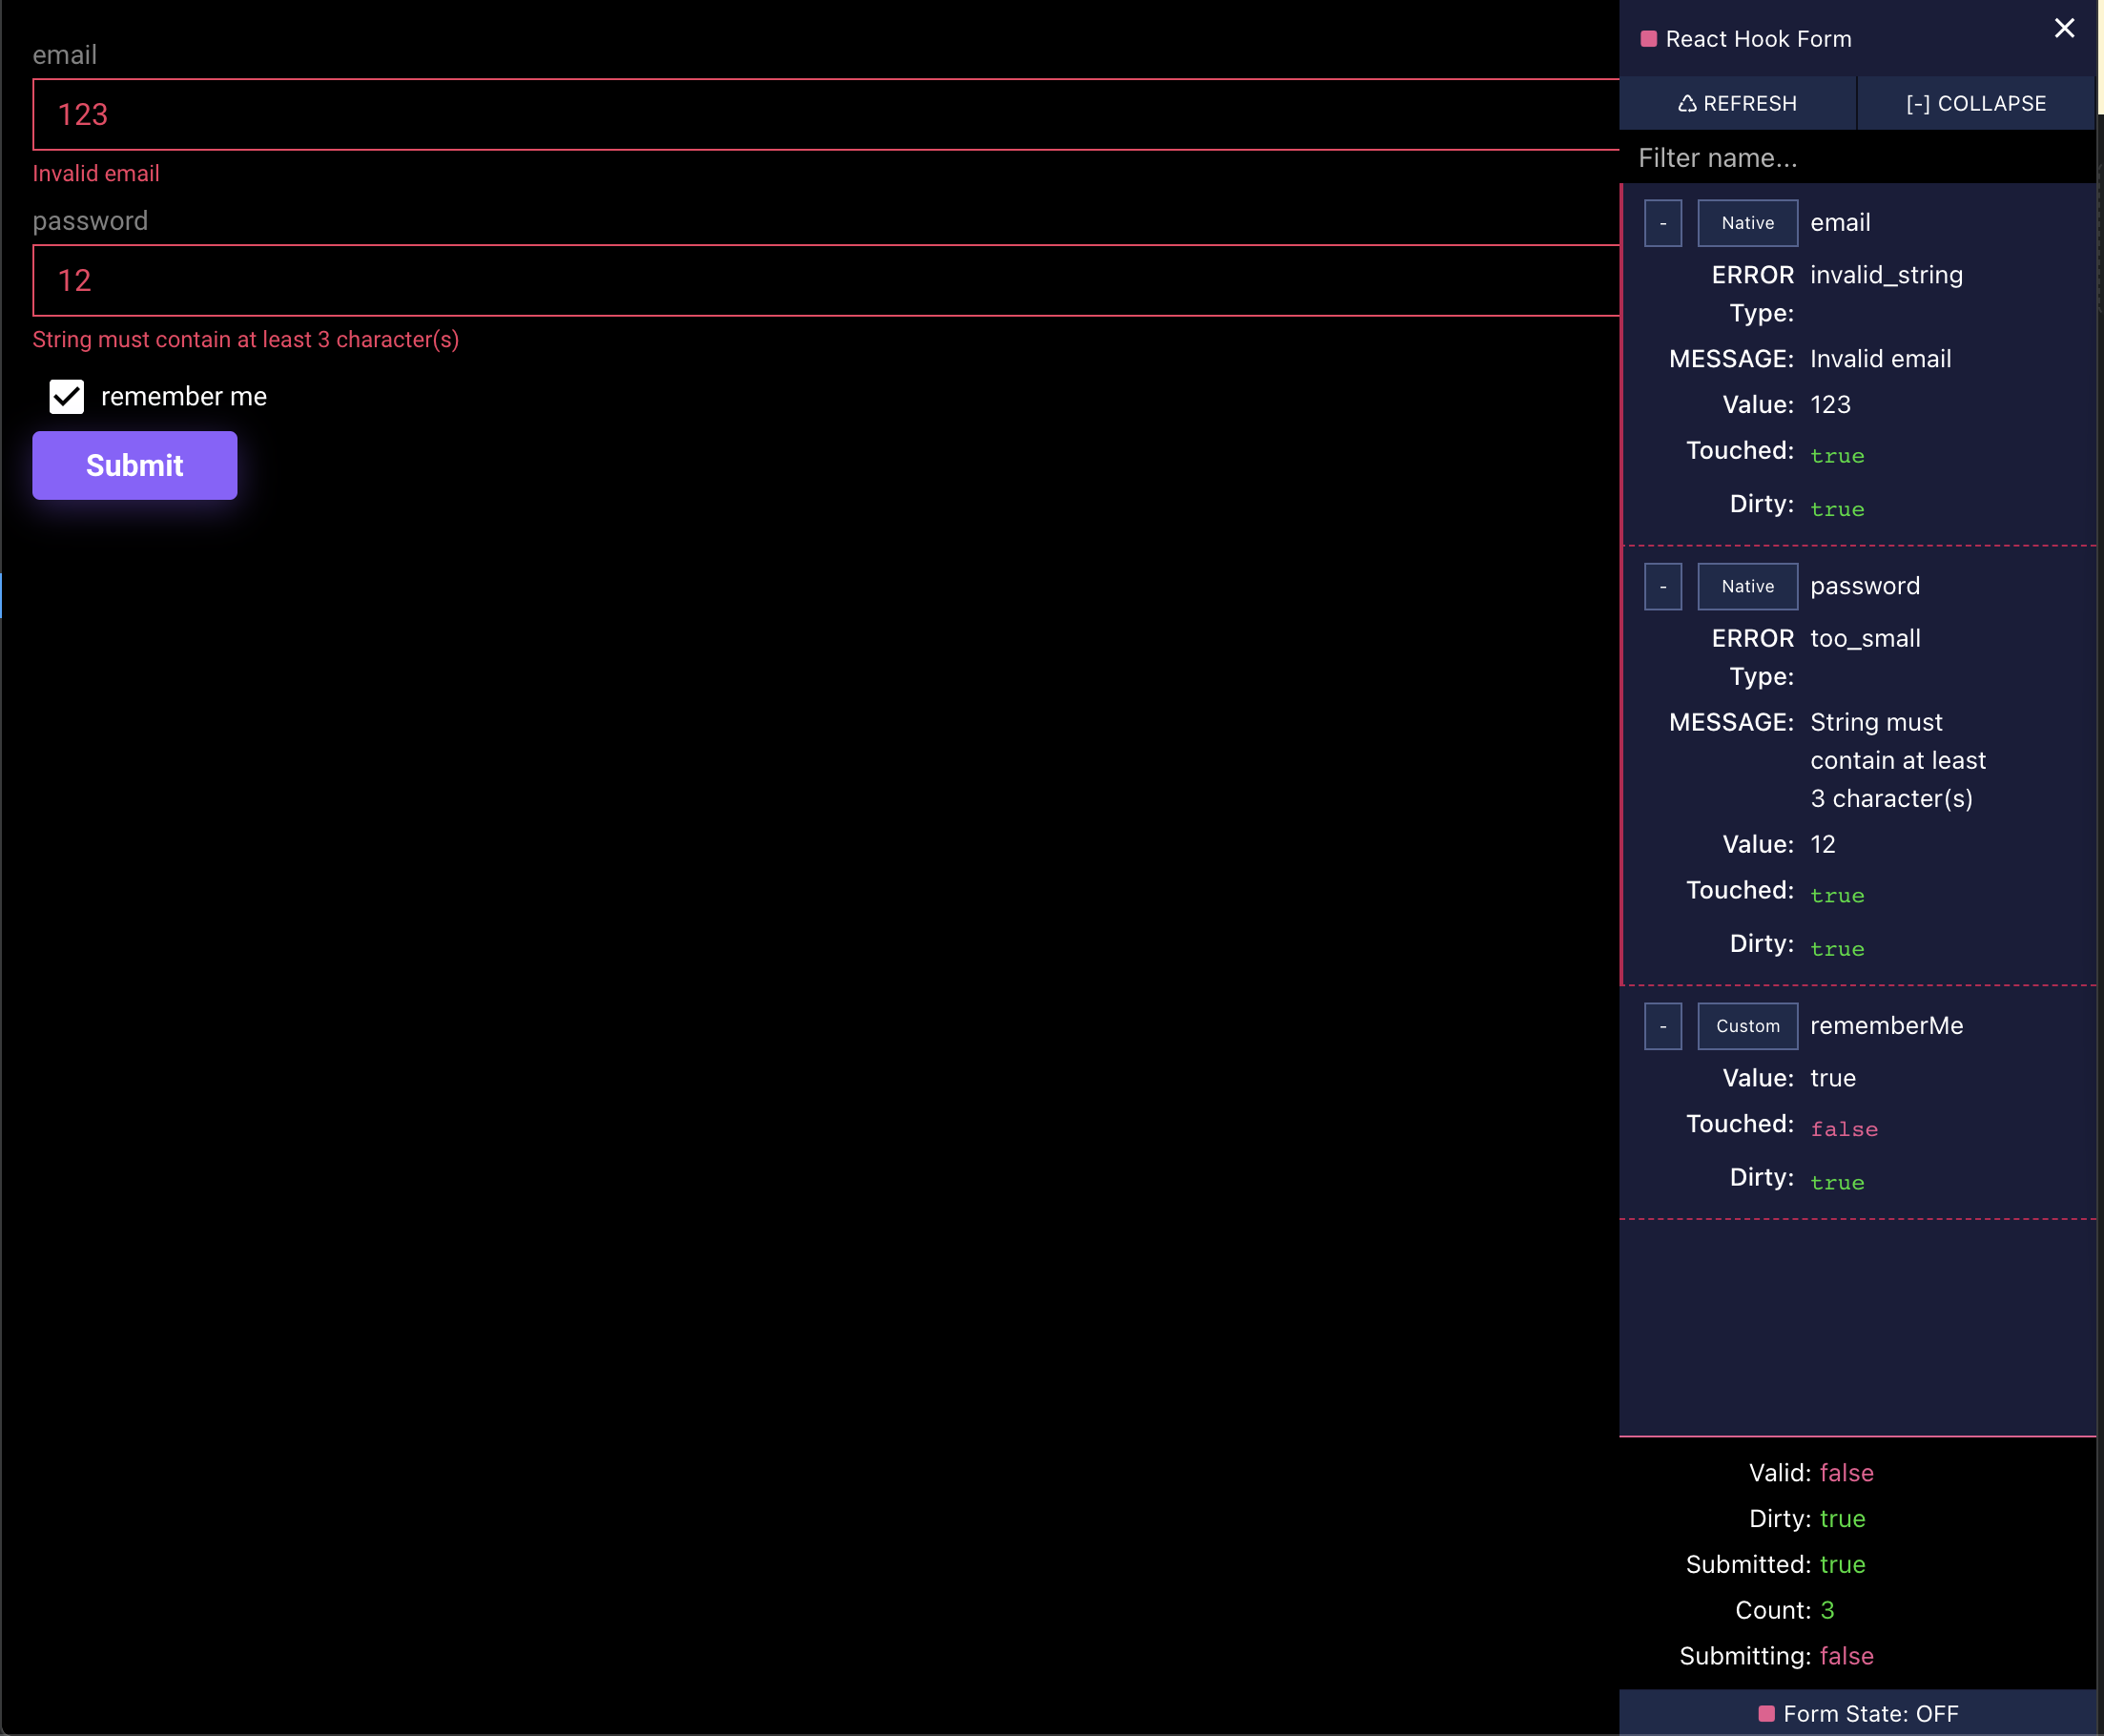 email
123
Invalid email
password
12
String must contain at least 3 character(s)
remember me
Submit
React Hook Form
REFRESH
[-] COLLAPSE
Filter name...
- Native email
ERROR Type: invalid_string
MESSAGE: Invalid email
Value: 123
Touched: true
Dirty: true
- Native password
ERROR Type: too_small
MESSAGE: String must
contain at least
3 character(s)
Value: 12
Touched: true
Dirty: true
- Custom rememberMe
Value: true
Touched: false
Dirty: true
Valid: false
Dirty: true
Submitted: true
Count: 3
Submitting: false
Form State: OFF